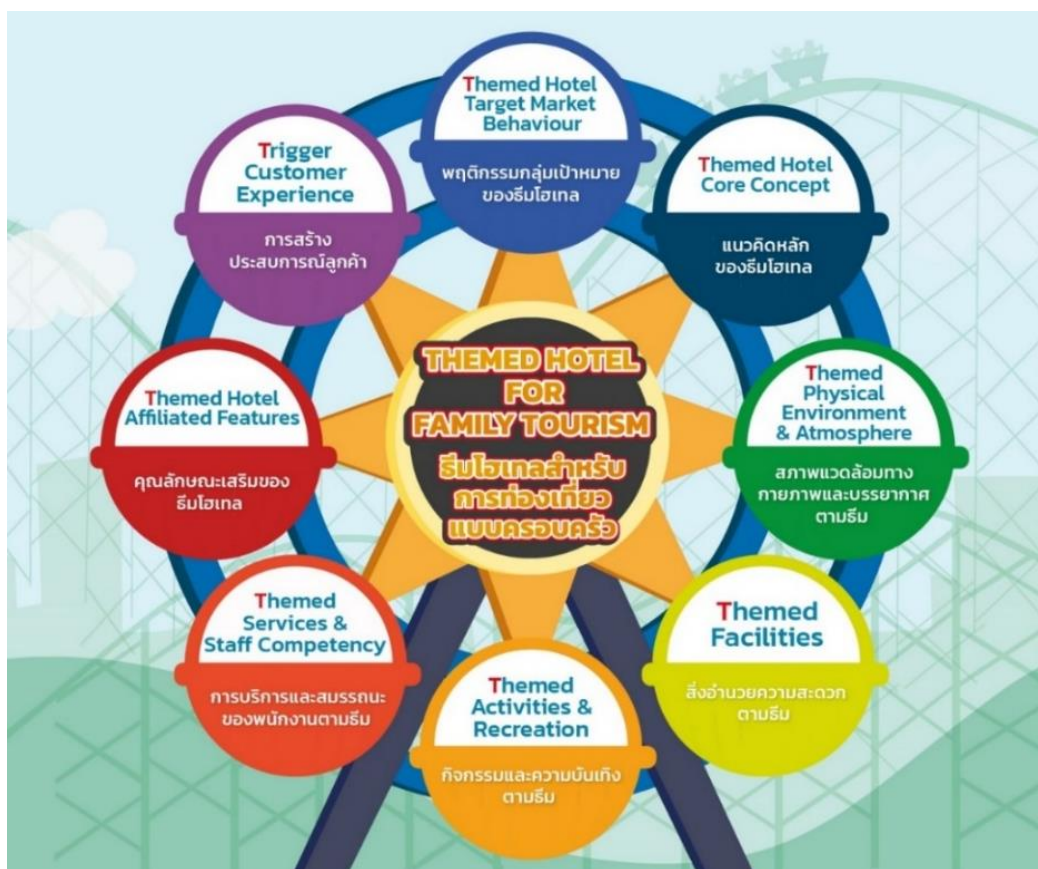 Themed Hotel
Target Market
Behaviour
พฤติกรรมกลุ่มเป้าหมาย
ของธีมโฮเทล
Themed Hotel
Core Concept
แนวคิดหลัก
ของธีมโฮเทล
Themed
Physical
Environment
& Atmosphere
สภาพแวดล้อมทาง
กายภาพและบรรยากาศ
ตามธีม
Themed
Facilities
สิ่งอำนวยความสะดวก
ตามธีม
Themed
Activities &
Recreation
กิจกรรมและความบันเทิง
ตามธีม
Themed
Services &
Staff Competency
การบริการและสมรรถนะ
ของพนักงานตามธีม
Themed Hotel
Affiliated Features
คุณลักษณะเสริมของ
ธีมโฮเทล
Trigger
Customer
Experience
การสร้าง
ประสบการณ์ลูกค้า
THEMED HOTEL
FOR
FAMILY TOURISM
ธีมโฮเทลสำหรับ
การท่องเที่ยว
แบบครอบครัว